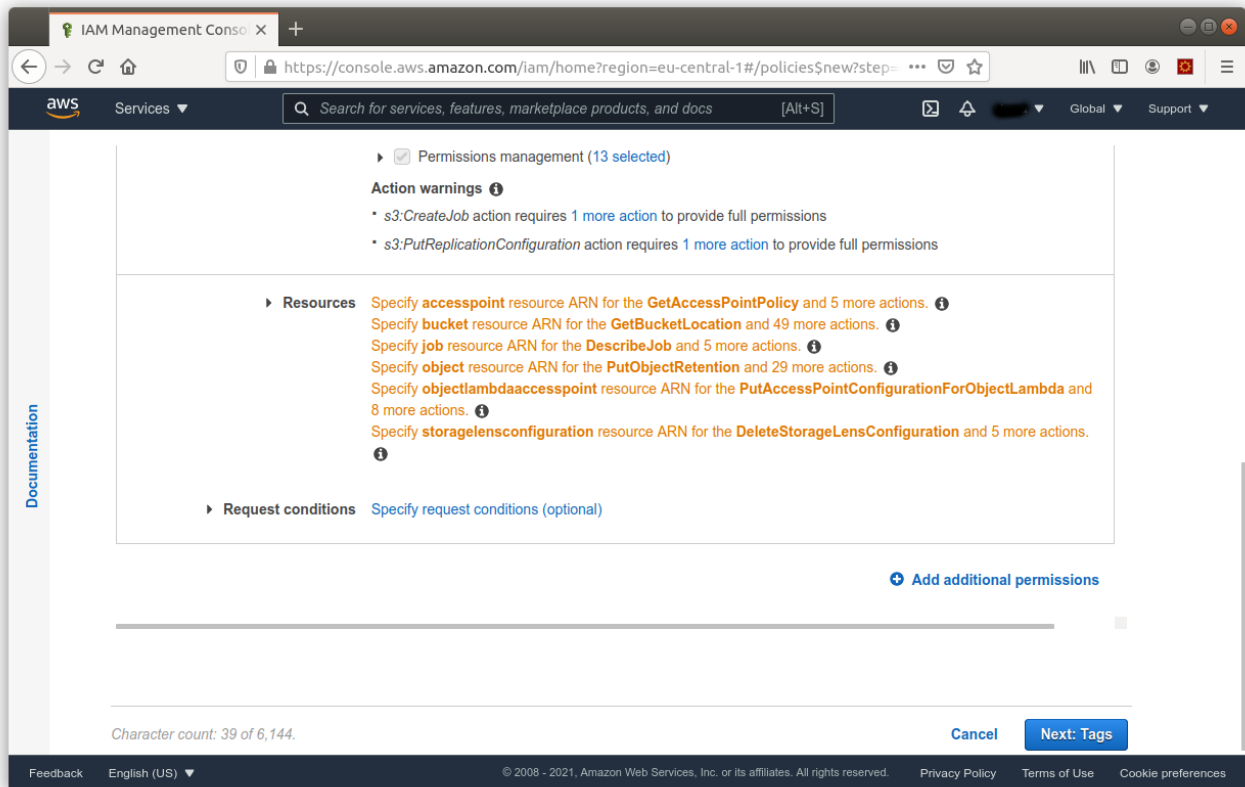 IAM Management Conso
https://console.aws.amazon.com/iam/home?region=eu-central-1#/policies$new?step=
aws Services Search for services, features, marketplace products, and docs [Alt+S] Global Support
Permissions management (13 selected)
Action warnings
• s3:CreateJob action requires 1 more action to provide full permissions
• s3:PutReplicationConfiguration action requires 1 more action to provide full permissions
Resources Specify accesspoint resource ARN for the GetAccessPointPolicy and 5 more actions.
Specify bucket resource ARN for the GetBucketLocation and 49 more actions.
Specify job resource ARN for the DescribeJob and 5 more actions.
Specify object resource ARN for the PutObjectRetention and 29 more actions.
Specify objectlambdaaccesspoint resource ARN for the PutAccessPointConfigurationForObjectLambda and
8 more actions.
Specify storagelensconfiguration resource ARN for the DeleteStorageLensConfiguration and 5 more actions.
Documentation
Request conditions Specify request conditions (optional)
Add additional permissions
Character count: 39 of 6,144.
Cancel Next: Tags
Feedback English (US) © 2008 - 2021, Amazon Web Services, Inc. or its affiliates. All rights reserved. Privacy Policy Terms of Use Cookie preferences